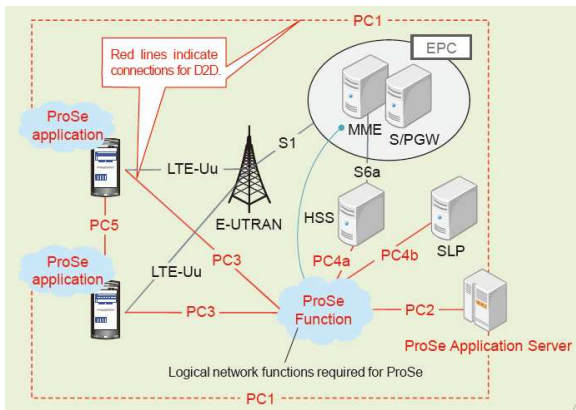 PC1
EPC
Red lines indicate
connections for D2D.
MME
S/PGW
ProSe
application
S1
LTE-Uu
S6a
E-UTRAN
HSS
SLP
PC5
PC3
PC4a
PC4b
ProSe
application
LTE-Uu
PC3
ProSe
Function
PC2
ProSe Application Server
Logical network functions required for ProSe
PC1